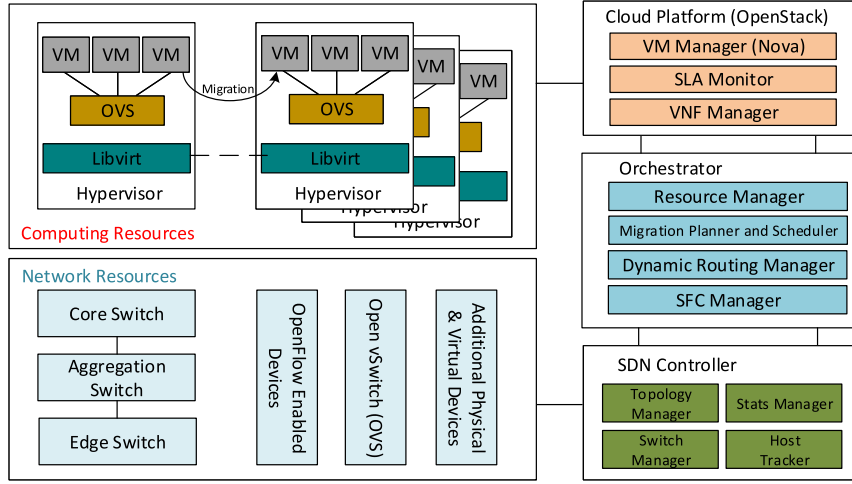 VM VM VM
OVS
Libvirt
Hypervisor
Migration
VM VM VM
OVS
Libvirt
Hypervisor
VM
Hypervisor
VM
Hypervisor
Computing Resources
Network Resources
Core Switch
Aggregation
Switch
Edge Switch
OpenFlow Enabled
Devices
Open vSwitch (OVS)
Additional Physical
& Virtual Devices
Cloud Platform (OpenStack)
VM Manager (Nova)
SLA Monitor
VNF Manager
Orchestrator
Resource Manager
Migration Planner and Scheduler
Dynamic Routing Manager
SFC Manager
SDN Controller
Topology
Manager
Stats Manager
Switch
Manager
Host
Tracker